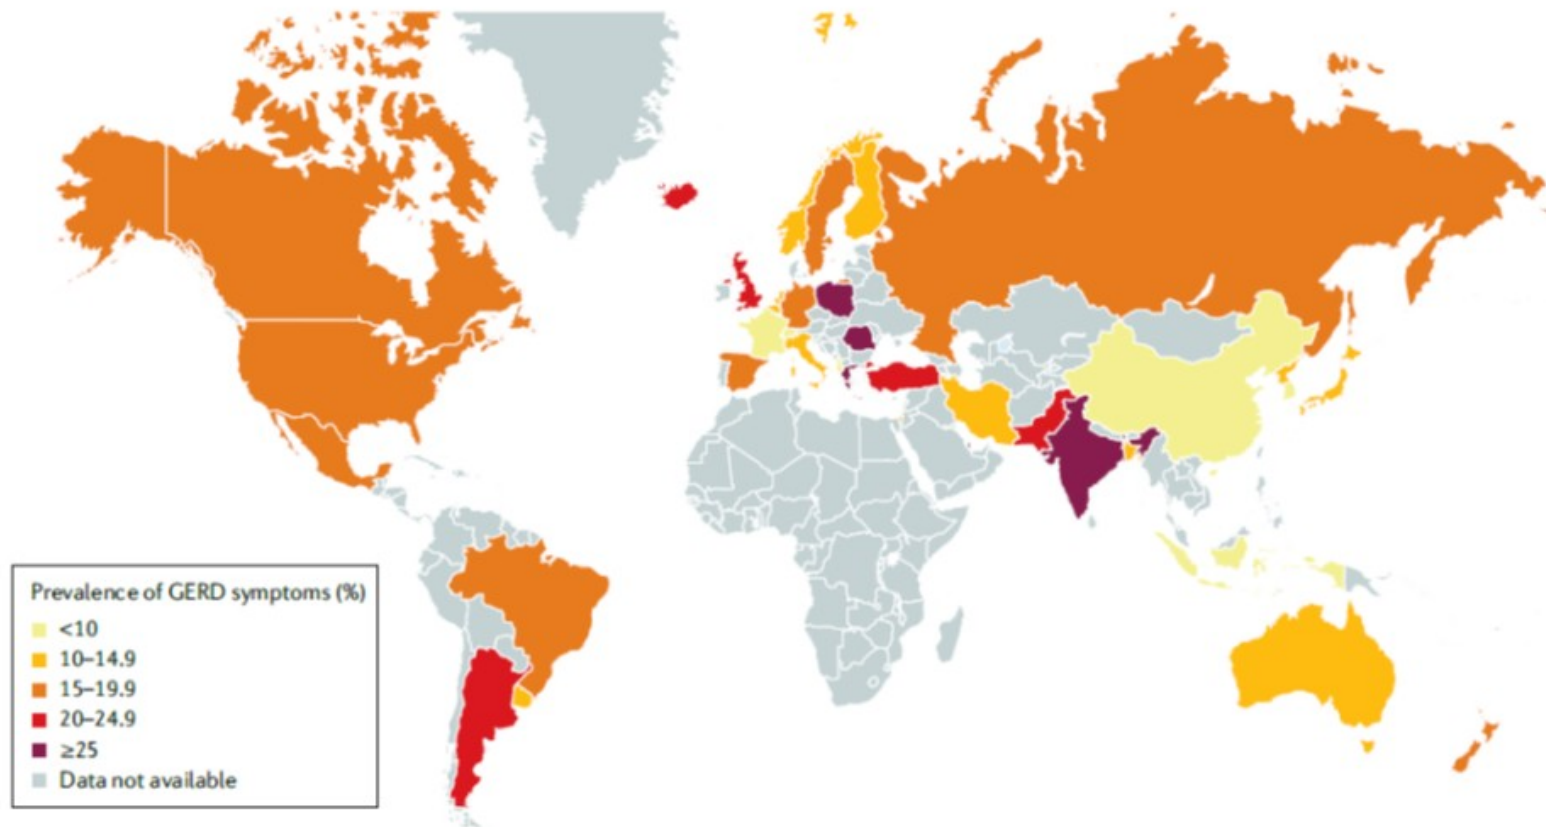 Prevalence of GERD symptoms (%)
<10
10–14.9
15–19.9
20–24.9
≥25
Data not available